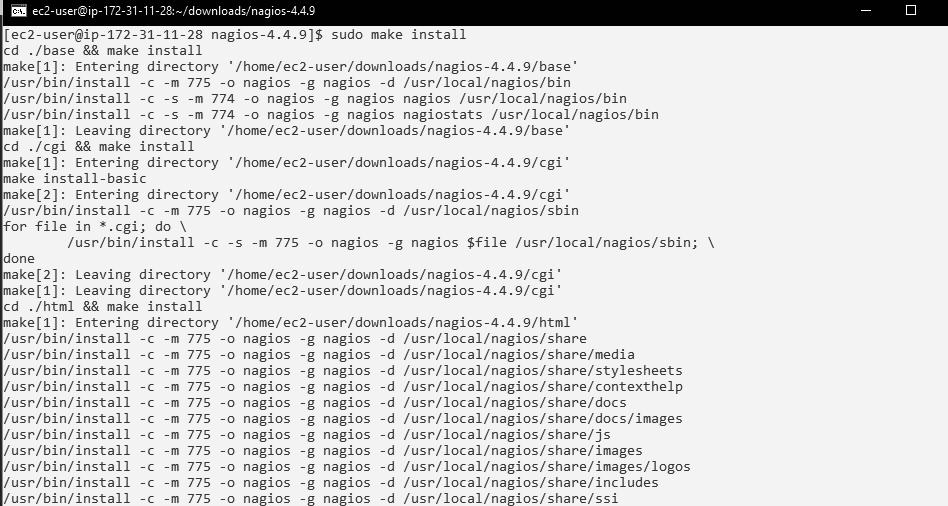 ec2-user@ip-172-31-11-28:~/downloads/nagios-4.4.9
[ec2-user@ip-172-31-11-28 nagios-4.4.9]$ sudo make install
cd ./base && make install
make[1]: Entering directory '/home/ec2-user/downloads/nagios-4.4.9/base'
/usr/bin/install -c -m 775 -o nagios -g nagios -d /usr/local/nagios/bin
/usr/bin/install -c -s -m 774 -o nagios -g nagios nagios /usr/local/nagios/bin
/usr/bin/install -c -s -m 774 -o nagios -g nagios nagiostats /usr/local/nagios/bin
make[1]: Leaving directory '/home/ec2-user/downloads/nagios-4.4.9/base'
cd ./cgi && make install
make[1]: Entering directory '/home/ec2-user/downloads/nagios-4.4.9/cgi'
make install-basic
make[2]: Entering directory '/home/ec2-user/downloads/nagios-4.4.9/cgi'
/usr/bin/install -c -m 775 -o nagios -g nagios -d /usr/local/nagios/sbin
for file in *.cgi; do \
        /usr/bin/install -c -s -m 775 -o nagios -g nagios $file /usr/local/nagios/sbin; \
done
make[2]: Leaving directory '/home/ec2-user/downloads/nagios-4.4.9/cgi'
make[1]: Leaving directory '/home/ec2-user/downloads/nagios-4.4.9/cgi'
cd ./html && make install
make[1]: Entering directory '/home/ec2-user/downloads/nagios-4.4.9/html'
/usr/bin/install -c -m 775 -o nagios -g nagios -d /usr/local/nagios/share
/usr/bin/install -c -m 775 -o nagios -g nagios -d /usr/local/nagios/share/media
/usr/bin/install -c -m 775 -o nagios -g nagios -d /usr/local/nagios/share/stylesheets
/usr/bin/install -c -m 775 -o nagios -g nagios -d /usr/local/nagios/share/contexthelp
/usr/bin/install -c -m 775 -o nagios -g nagios -d /usr/local/nagios/share/docs
/usr/bin/install -c -m 775 -o nagios -g nagios -d /usr/local/nagios/share/docs/images
/usr/bin/install -c -m 775 -o nagios -g nagios -d /usr/local/nagios/share/js
/usr/bin/install -c -m 775 -o nagios -g nagios -d /usr/local/nagios/share/images
/usr/bin/install -c -m 775 -o nagios -g nagios -d /usr/local/nagios/share/images/logos
/usr/bin/install -c -m 775 -o nagios -g nagios -d /usr/local/nagios/share/includes
/usr/bin/install -c -m 775 -o nagios -g nagios -d /usr/local/nagios/share/ssi